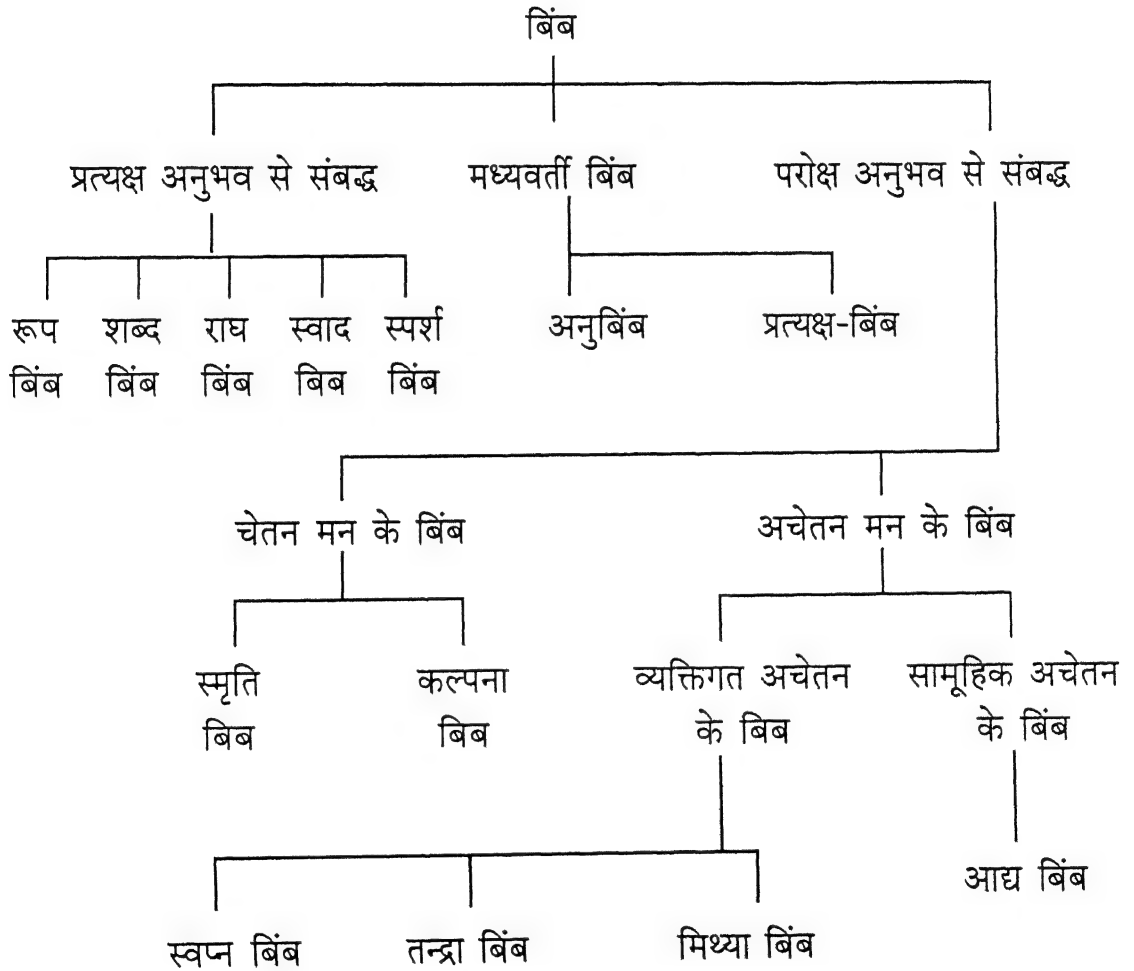 बिंब
प्रत्यक्ष अनुभव से संबद्ध मध्यवर्ती बिंब परोक्ष अनुभव से संबद्ध
रूप शब्द राघ स्वाद स्पर्श अनुबिंब प्रत्यक्ष-बिंब
बिंब बिंब बिंब बिब बिंब
चेतन मन के बिंब अचेतन मन के बिंब
स्मृति कल्पना व्यक्तिगत अचेतन सामूहिक अचेतन
बिब बिब के बिब के बिंब
आद्य बिंब
स्वप्न बिंब तन्द्रा बिंब मिथ्या बिंब